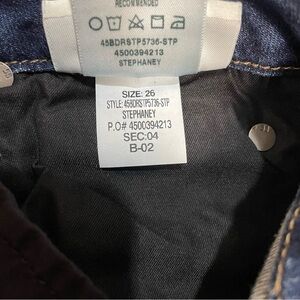 RECOMMENDED
45BDRSTP5736-STP
4500394213
STEPHANEY
SIZE: 26
STYLE: 45BDRSTP5736-STP
STEPHANEY
P.O# 4500394213
SEC:04
B-02